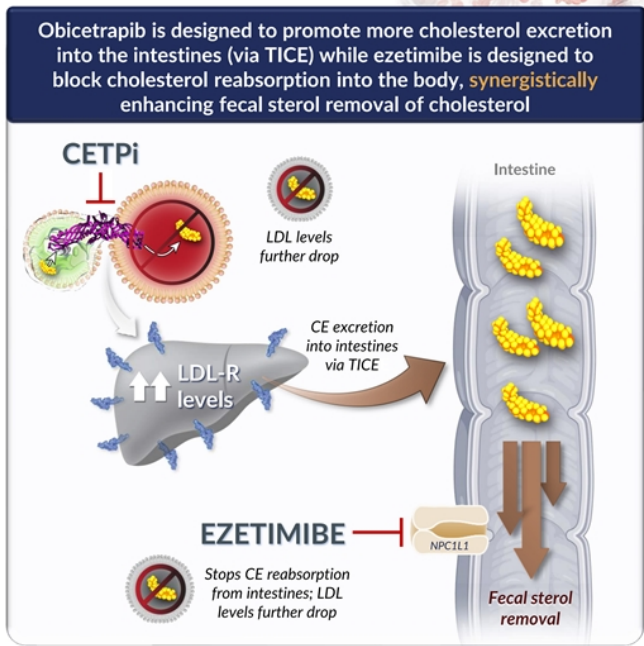 Obicetrapib is designed to promote more cholesterol excretion
into the intestines (via TICE) while ezetimibe is designed to
block cholesterol reabsorption into the body, synergistically
enhancing fecal sterol removal of cholesterol
CETPi
Intestine
LDL levels
further drop
CE excretion
into intestines
via TICE
LDL-R
levels
EZETIMIBE
NPC1L1
Stops CE reabsorption
from intestines; LDL
levels further drop
Fecal sterol
removal